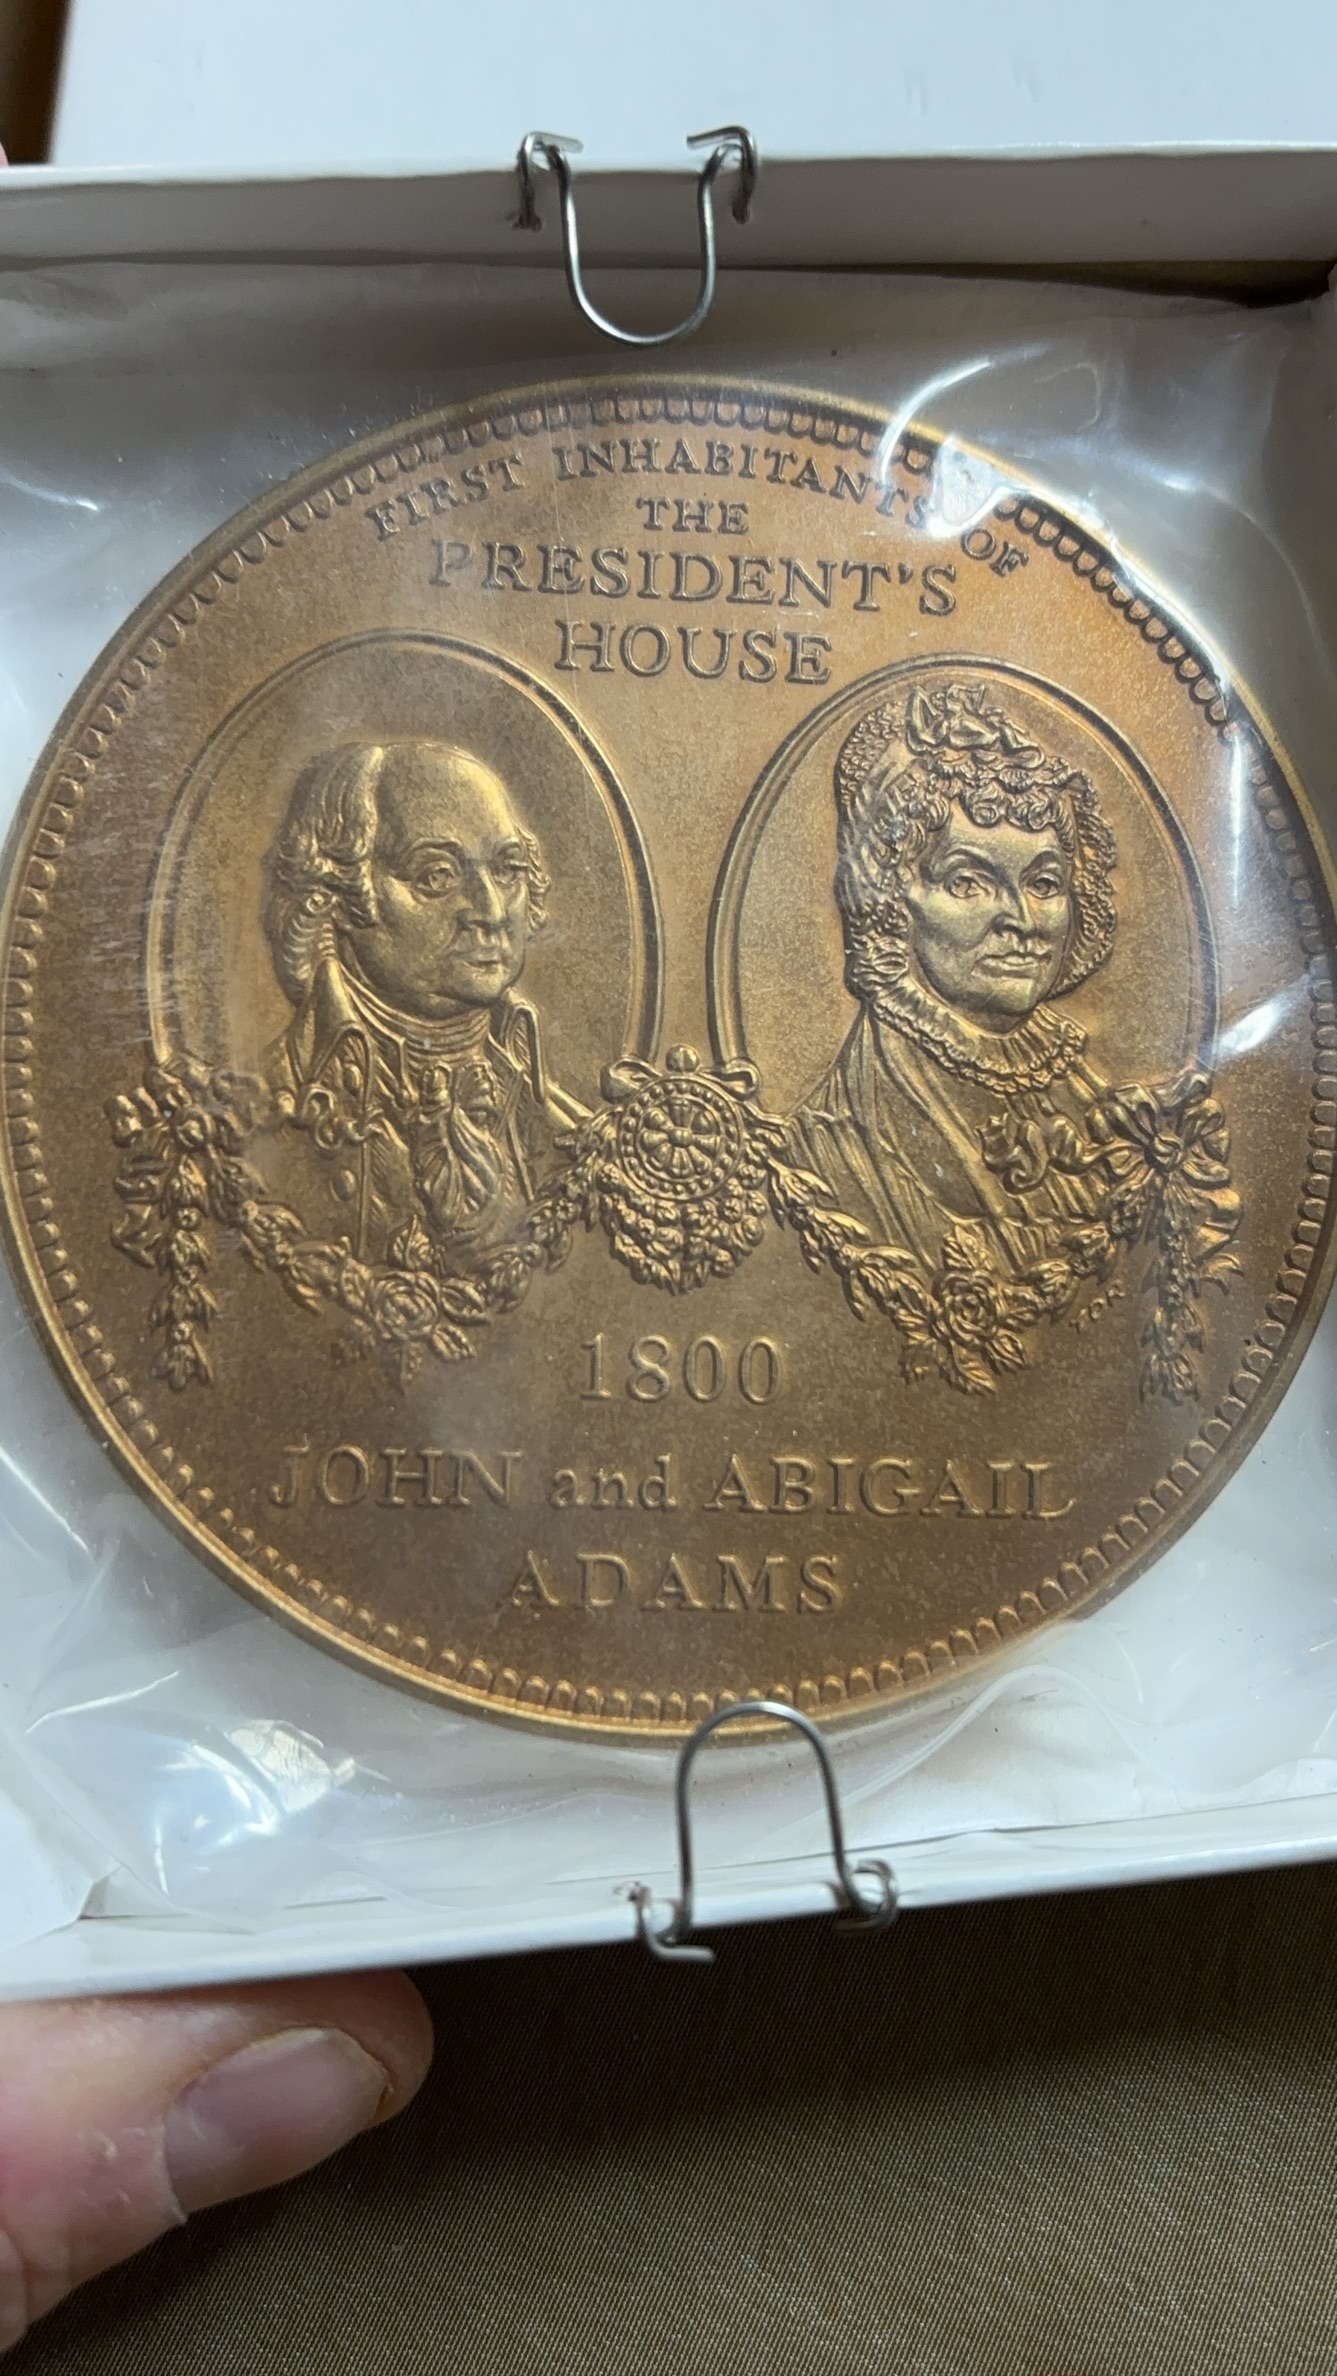 FIRST INHABITANTS OF
THE
PRESIDENT'S
HOUSE
1800
JOHN and ABIGAIL
ADAMS